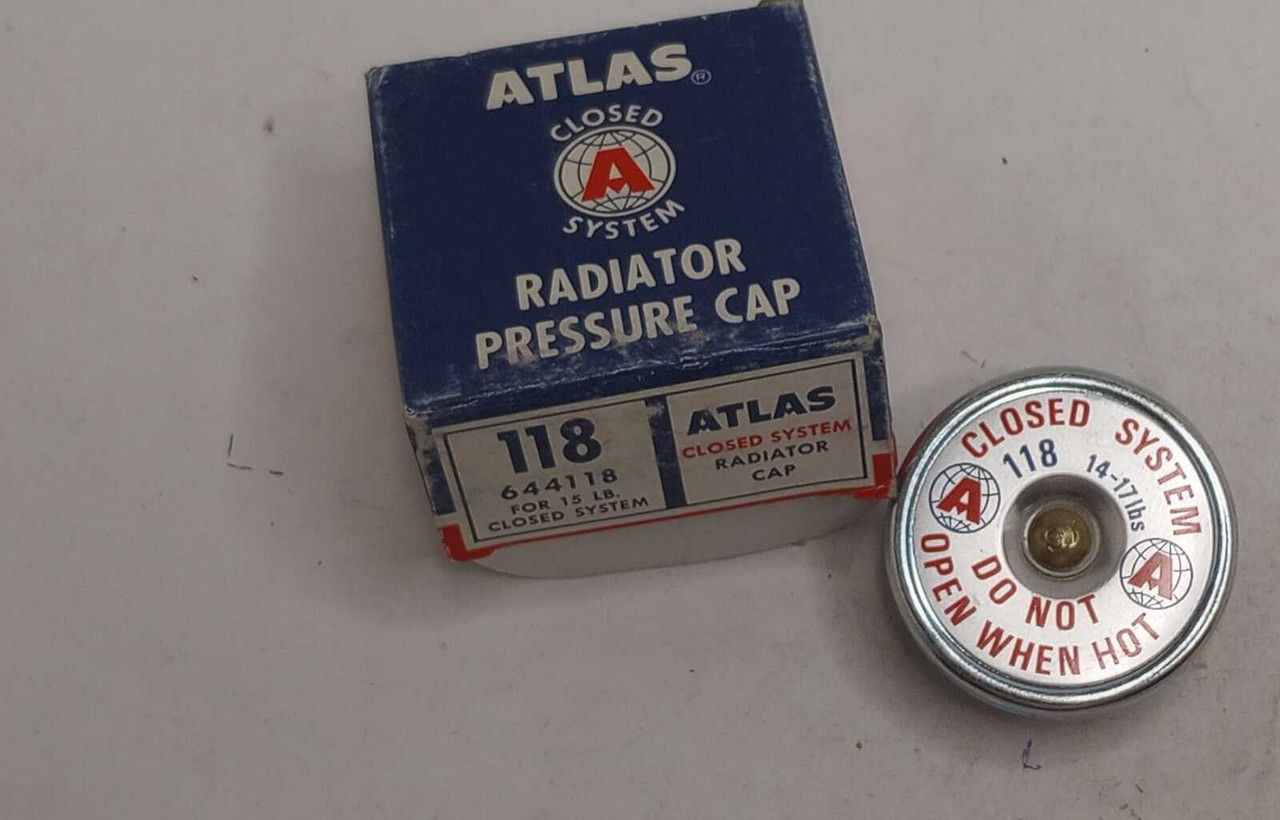 ATLAS®
CLOSED
A
SYSTEM
RADIATOR
PRESSURE CAP
118
644118
FOR 15 LB.
CLOSED SYSTEM
ATLAS
CLOSED SYSTEM
RADIATOR
CAP
CLOSED SYSTEM
118 14-17lbs
A
A
DO NOT
OPEN WHEN HOT